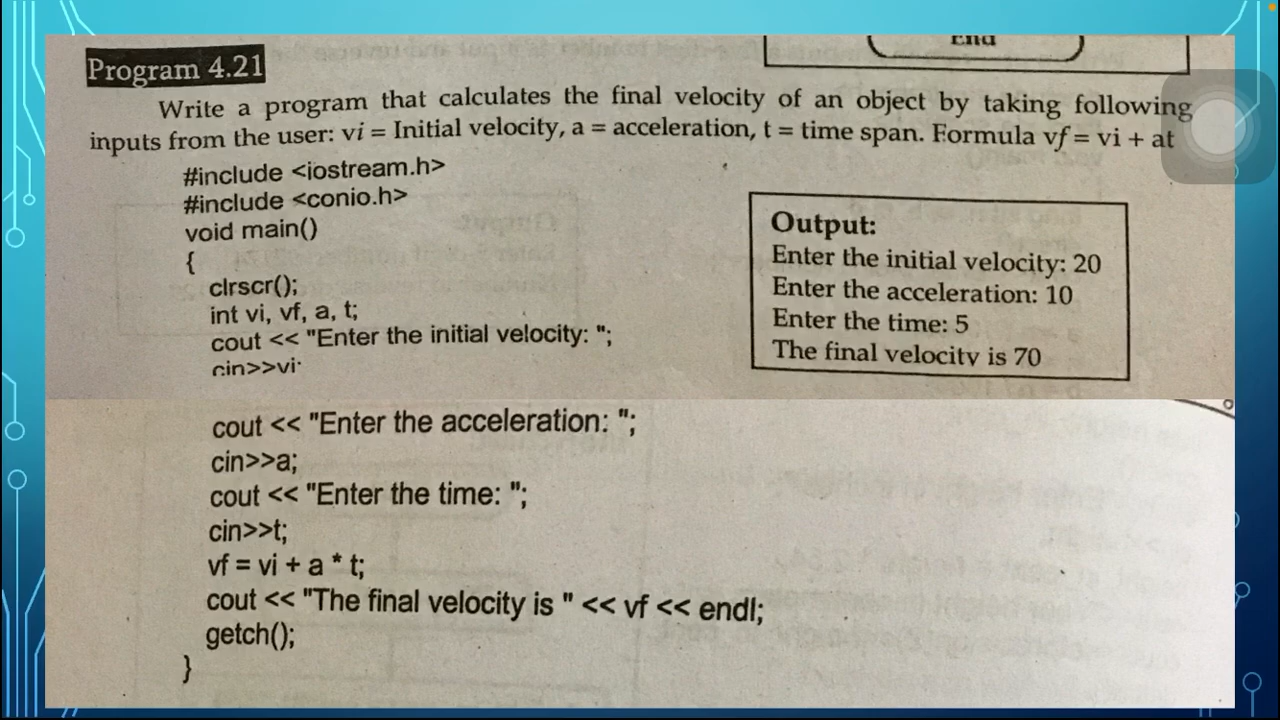 End
Program 4.21
Write a program that calculates the final velocity of an object by taking following
inputs from the user: vi = Initial velocity, a = acceleration, t = time span. Formula vf = vi + at
#include <iostream.h>
#include <conio.h>
void main()
{
clrscr();
int vi, vf, a, t;
cout << "Enter the initial velocity: ";
cin>>vi;
Output:
Enter the initial velocity: 20
Enter the acceleration: 10
Enter the time: 5
The final velocity is 70
cout << "Enter the acceleration: ";
cin>>a;
cout << "Enter the time: ";
cin>>t;
vf = vi + a * t;
cout << "The final velocity is " << vf << endl;
getch();
}